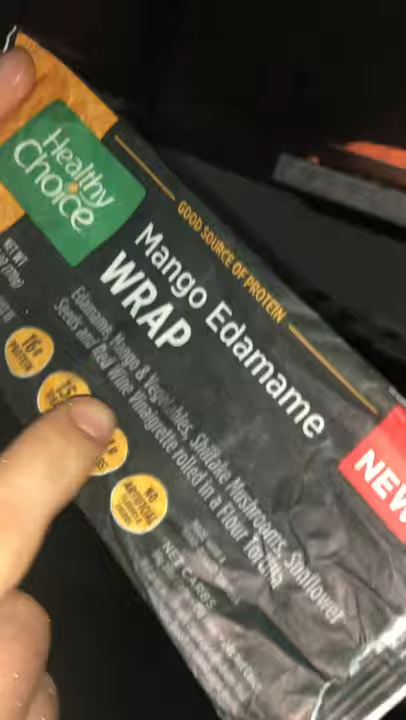 Healthy
Choice
GOOD SOURCE OF PROTEIN
Mango Edamame
WRAP
Edamame, Mango & Vegetables, Shiitake Mushrooms, Sunflower
Seeds and Red Wine Vinaigrette rolled in a Flour Tortilla
NEW
NET WT
16g
PROTEIN
15
NO
ARTIFICIAL
NET CARBS